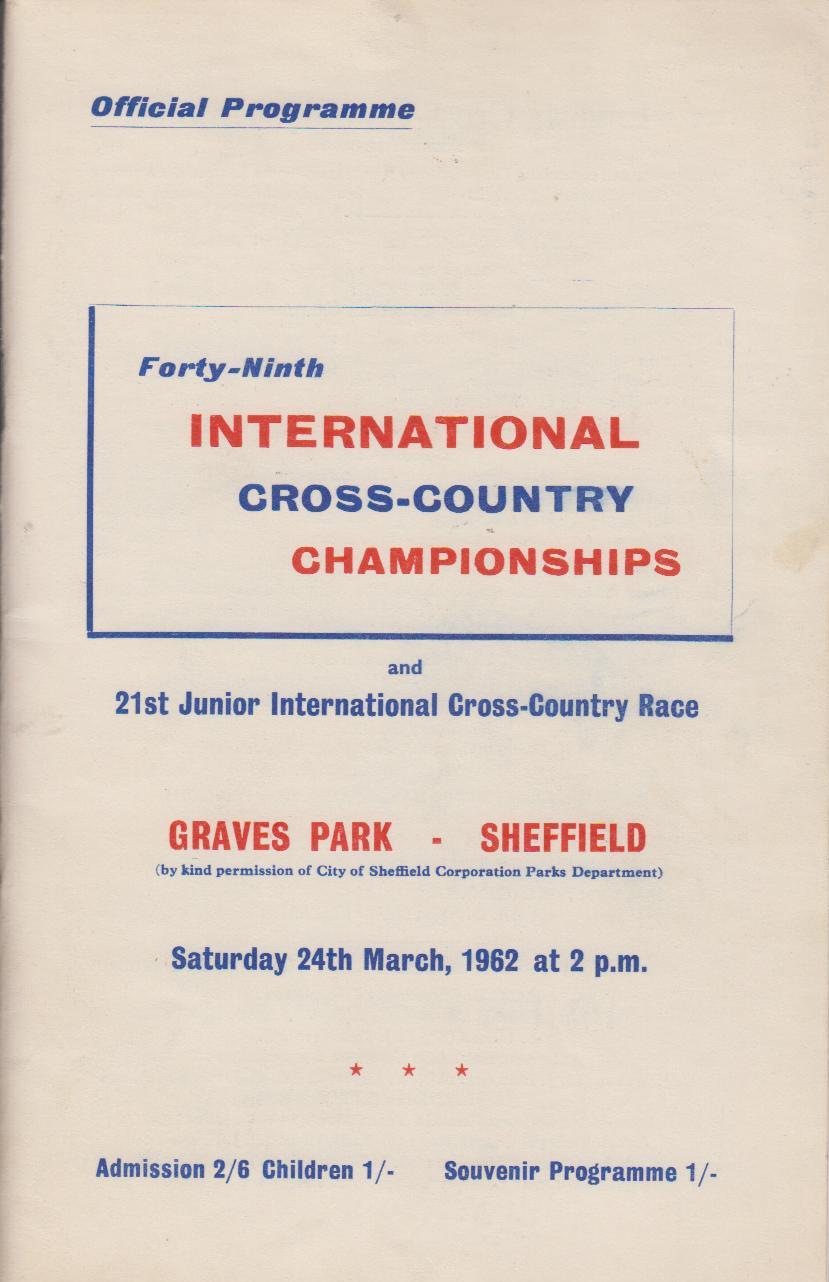 Official Programme
Forty-Ninth
INTERNATIONAL
CROSS-COUNTRY
CHAMPIONSHIPS
and
21st Junior International Cross-Country Race
GRAVES PARK - SHEFFIELD
(by kind permission of City of Sheffield Corporation Parks Department)
Saturday 24th March, 1962 at 2 p.m.
Admission 2/6 Children 1/- Souvenir Programme 1/-